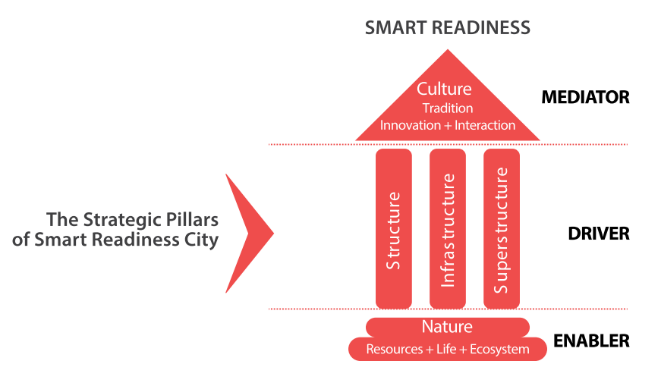 SMART READINESS
Culture
Tradition
Innovation + Interaction
MEDIATOR
The Strategic Pillars
of Smart Readiness City
Structure
Infrastructure
Superstructure
DRIVER
Nature
Resources + Life + Ecosystem
ENABLER